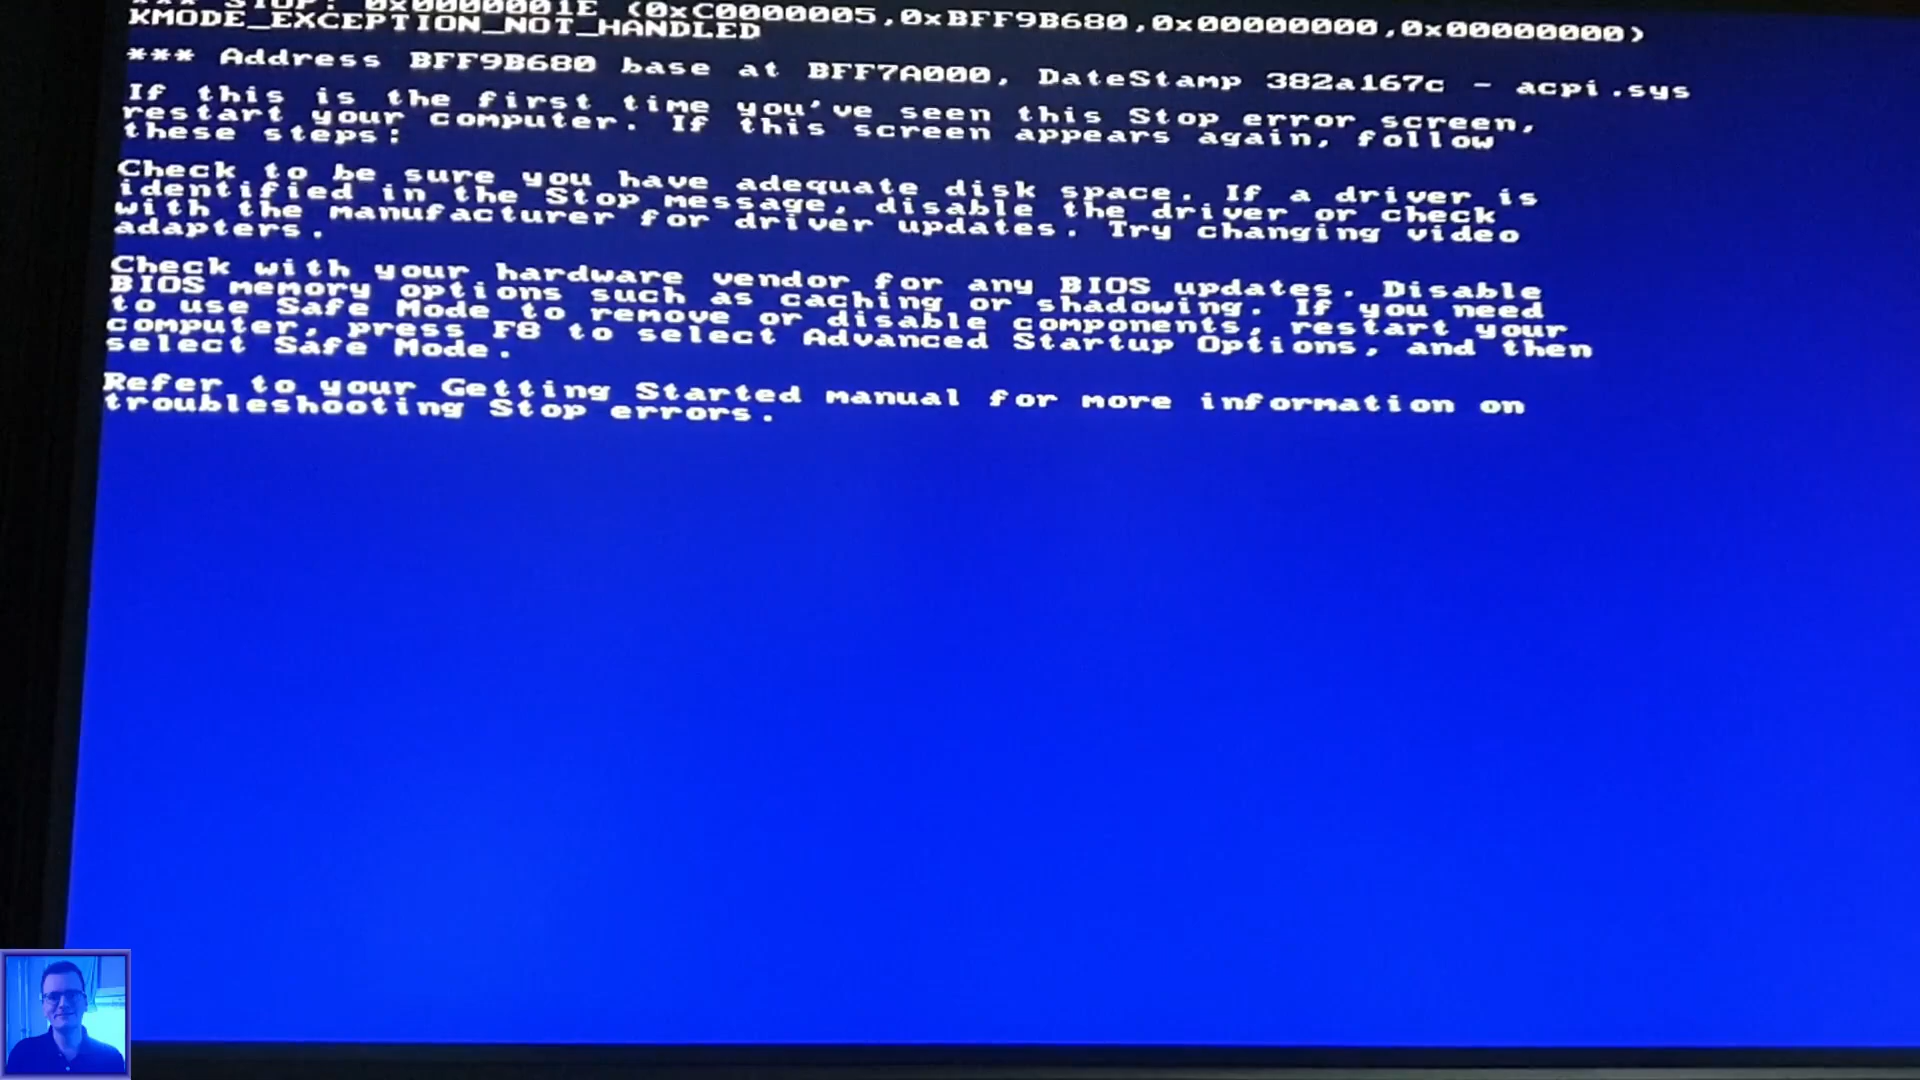 *** STOP: 0x0000001E (0xC0000005,0xBFF9B680,0x00000000,0x00000000)
KMODE_EXCEPTION_NOT_HANDLED
*** Address BFF9B680 base at BFF7A000, DateStamp 382a167c - acpi.sys
If this is the first time you've seen this Stop error screen,
restart your computer. If this screen appears again, follow
these steps:
Check to be sure you have adequate disk space. If a driver is
identified in the Stop message, disable the driver or check
with the manufacturer for driver updates. Try changing video
adapters.
Check with your hardware vendor for any BIOS updates. Disable
BIOS memory options such as caching or shadowing. If you need
to use Safe Mode to remove or disable components, restart your
computer, press F8 to select Advanced Startup Options, and then
select Safe Mode.
Refer to your Getting Started manual for more information on
troubleshooting Stop errors.